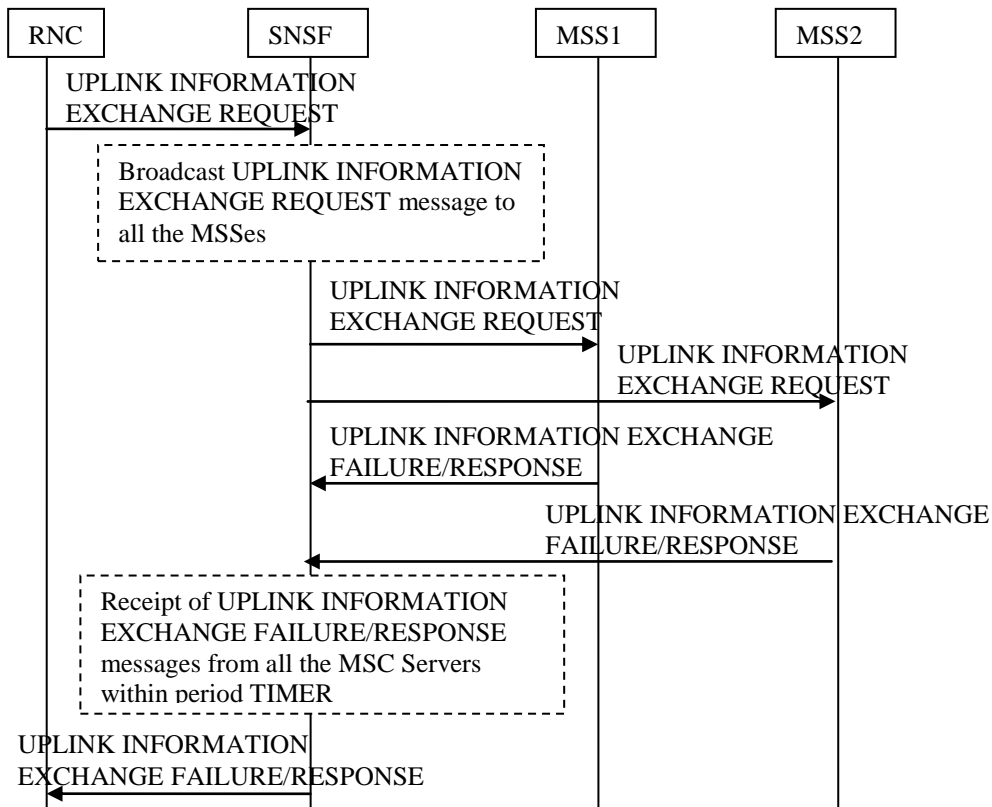 RNC
SNSF
MSS1
MSS2
UPLINK INFORMATION
EXCHANGE REQUEST
Broadcast UPLINK INFORMATION
EXCHANGE REQUEST message to
all the MSSes
UPLINK INFORMATION
EXCHANGE REQUEST
UPLINK INFORMATION
EXCHANGE REQUEST
UPLINK INFORMATION EXCHANGE
FAILURE/RESPONSE
UPLINK INFORMATION EXCHANGE
FAILURE/RESPONSE
Receipt of UPLINK INFORMATION
EXCHANGE FAILURE/RESPONSE
messages from all the MSC Servers
within period TIMER
UPLINK INFORMATION
EXCHANGE FAILURE/RESPONSE